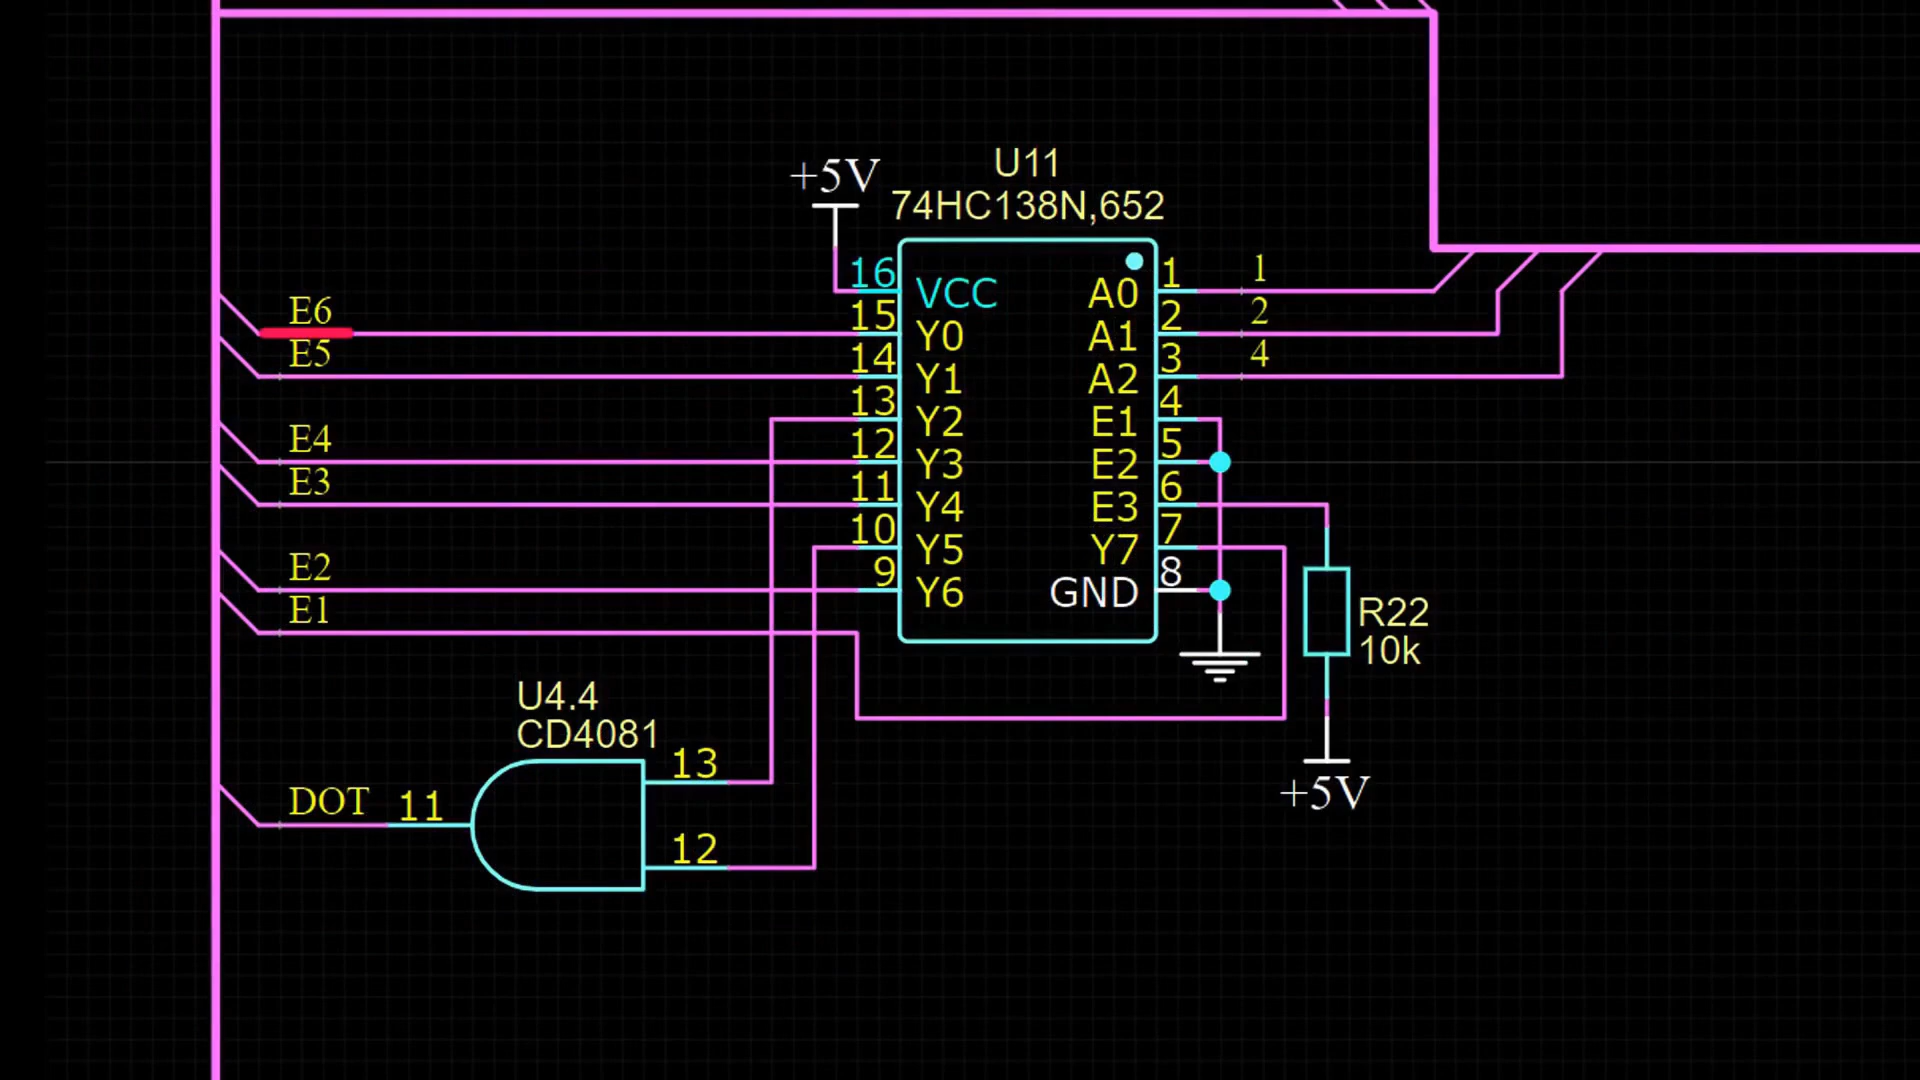 +5V
U11
74HC138N,652
16 VCC A0 1 1
E6 15 Y0 A1 2 2
E5 14 Y1 A2 3 4
13 Y2 E1 4
E4 12 Y3 E2 5
E3 11 Y4 E3 6
10 Y5 Y7 7
E2 9 Y6 GND 8
E1
R22
10k
U4.4
CD4081
13
DOT 11
12
+5V